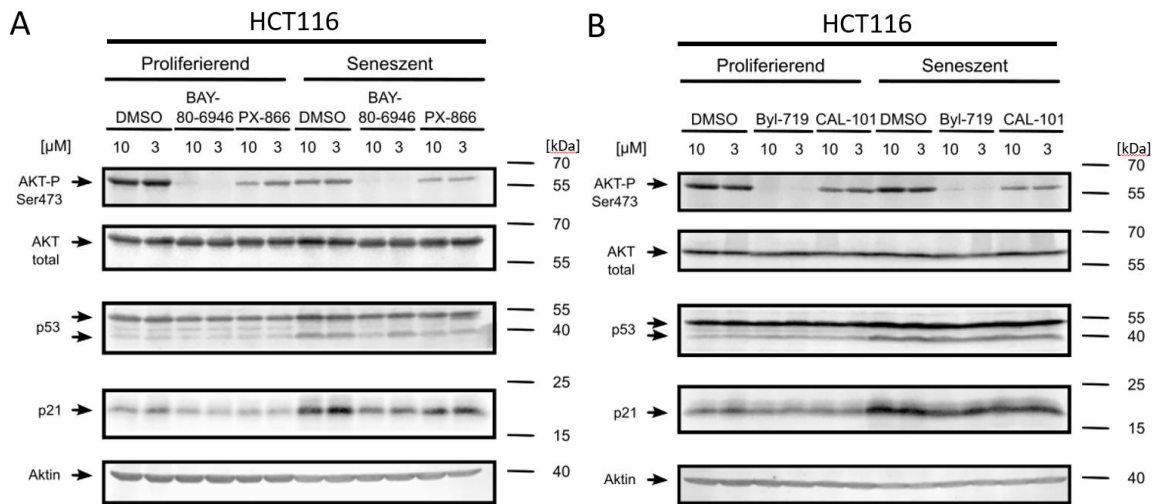 A
HCT116
Proliferierend Seneszent
BAY- BAY-
DMSO 80-6946 PX-866 DMSO 80-6946 PX-866
[µM] 10 3 10 3 10 3 10 3 10 3 10 3 [kDa]
70
AKT-P
Ser473
55
70
AKT
total
55
55
p53
40
25
p21
15
Aktin
40
B
HCT116
Proliferierend Seneszent
DMSO Byl-719 CAL-101 DMSO Byl-719 CAL-101
[µM] 10 3 10 3 10 3 10 3 10 3 10 3 [kDa]
70
AKT-P
Ser473
55
70
AKT
total
55
55
p53
40
25
p21
15
Aktin
40